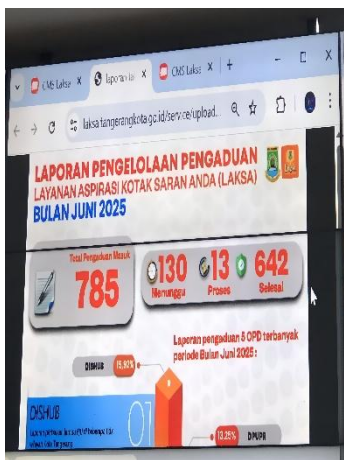 CMS Laksa
laporan la
CMS Laksa
laksa.tangerangkota.go.id/service/upload...
LAPORAN PENGELOLAAN PENGADUAN
LAYANAN ASPIRASI KOTAK SARAN ANDA (LAKSA)
BULAN JUNI 2025
Total Pengaduan Masuk
785
130
Menunggu
13
Proses
642
Selesai
Laporan pengaduan 5 OPD terbanyak
periode Bulan Juni 2025 :
DISHUB
15,92%
DISHUB
01
13.25%
DPUPR